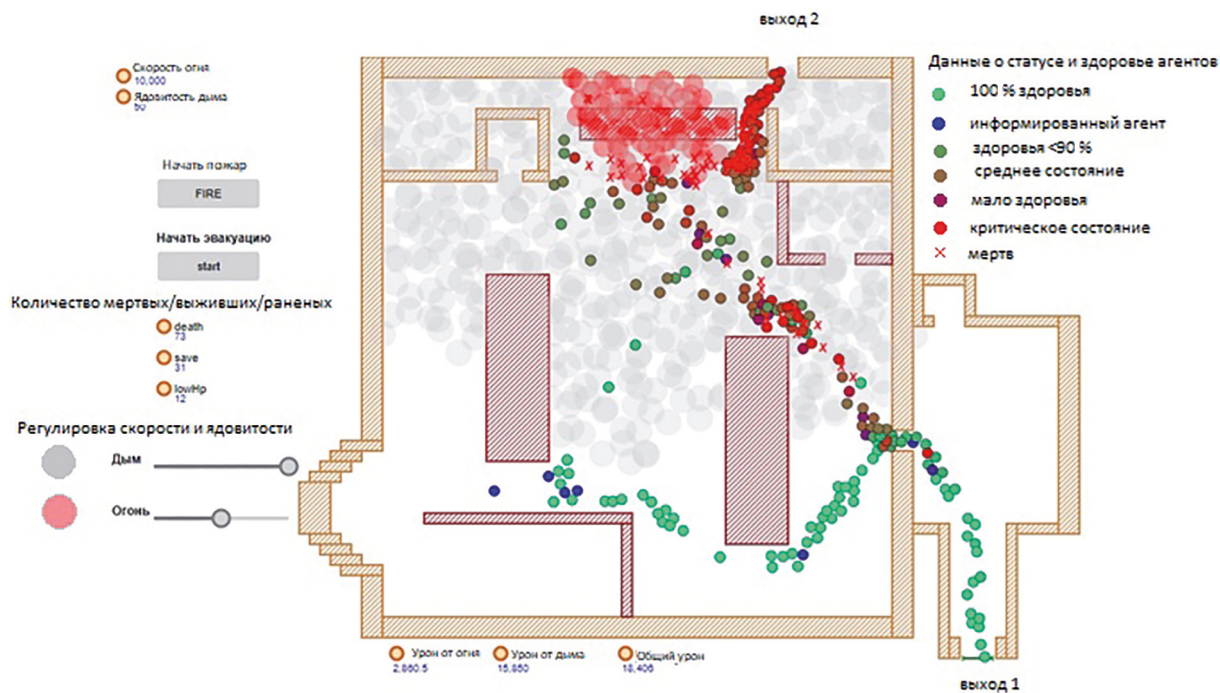 выход 2
Скорость огня
10,000
Ядовитость дыма
50
Начать пожар
FIRE
Начать эвакуацию
start
Количество мертвых/выживших/раненых
death
73
save
31
lowHp
12
Регулировка скорости и ядовитости
Дым
Огонь
Данные о статусе и здоровье агентов
100 % здоровья
информированный агент
здоровья <90 %
среднее состояние
мало здоровья
критическое состояние
мертв
Урон от огня
2,860.5
Урон от дыма
15,850
Общий урон
18,406
выход 1